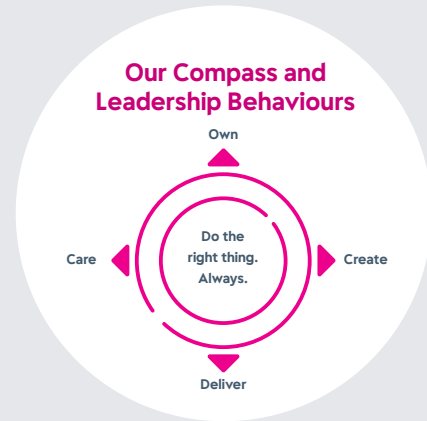 Our Compass and
Leadership Behaviours
Own
Care
Do the
right thing.
Always.
Create
Deliver